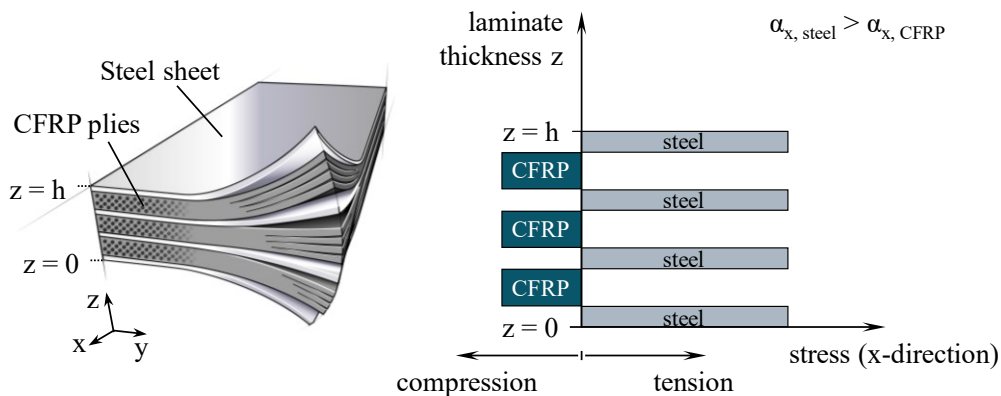 Steel sheet
CFRP plies
z = h
z = 0
z
x
y
laminate
thickness z
α_x, steel > α_x, CFRP
z = h
steel
CFRP
steel
CFRP
steel
CFRP
steel
z = 0
stress (x-direction)
compression
tension